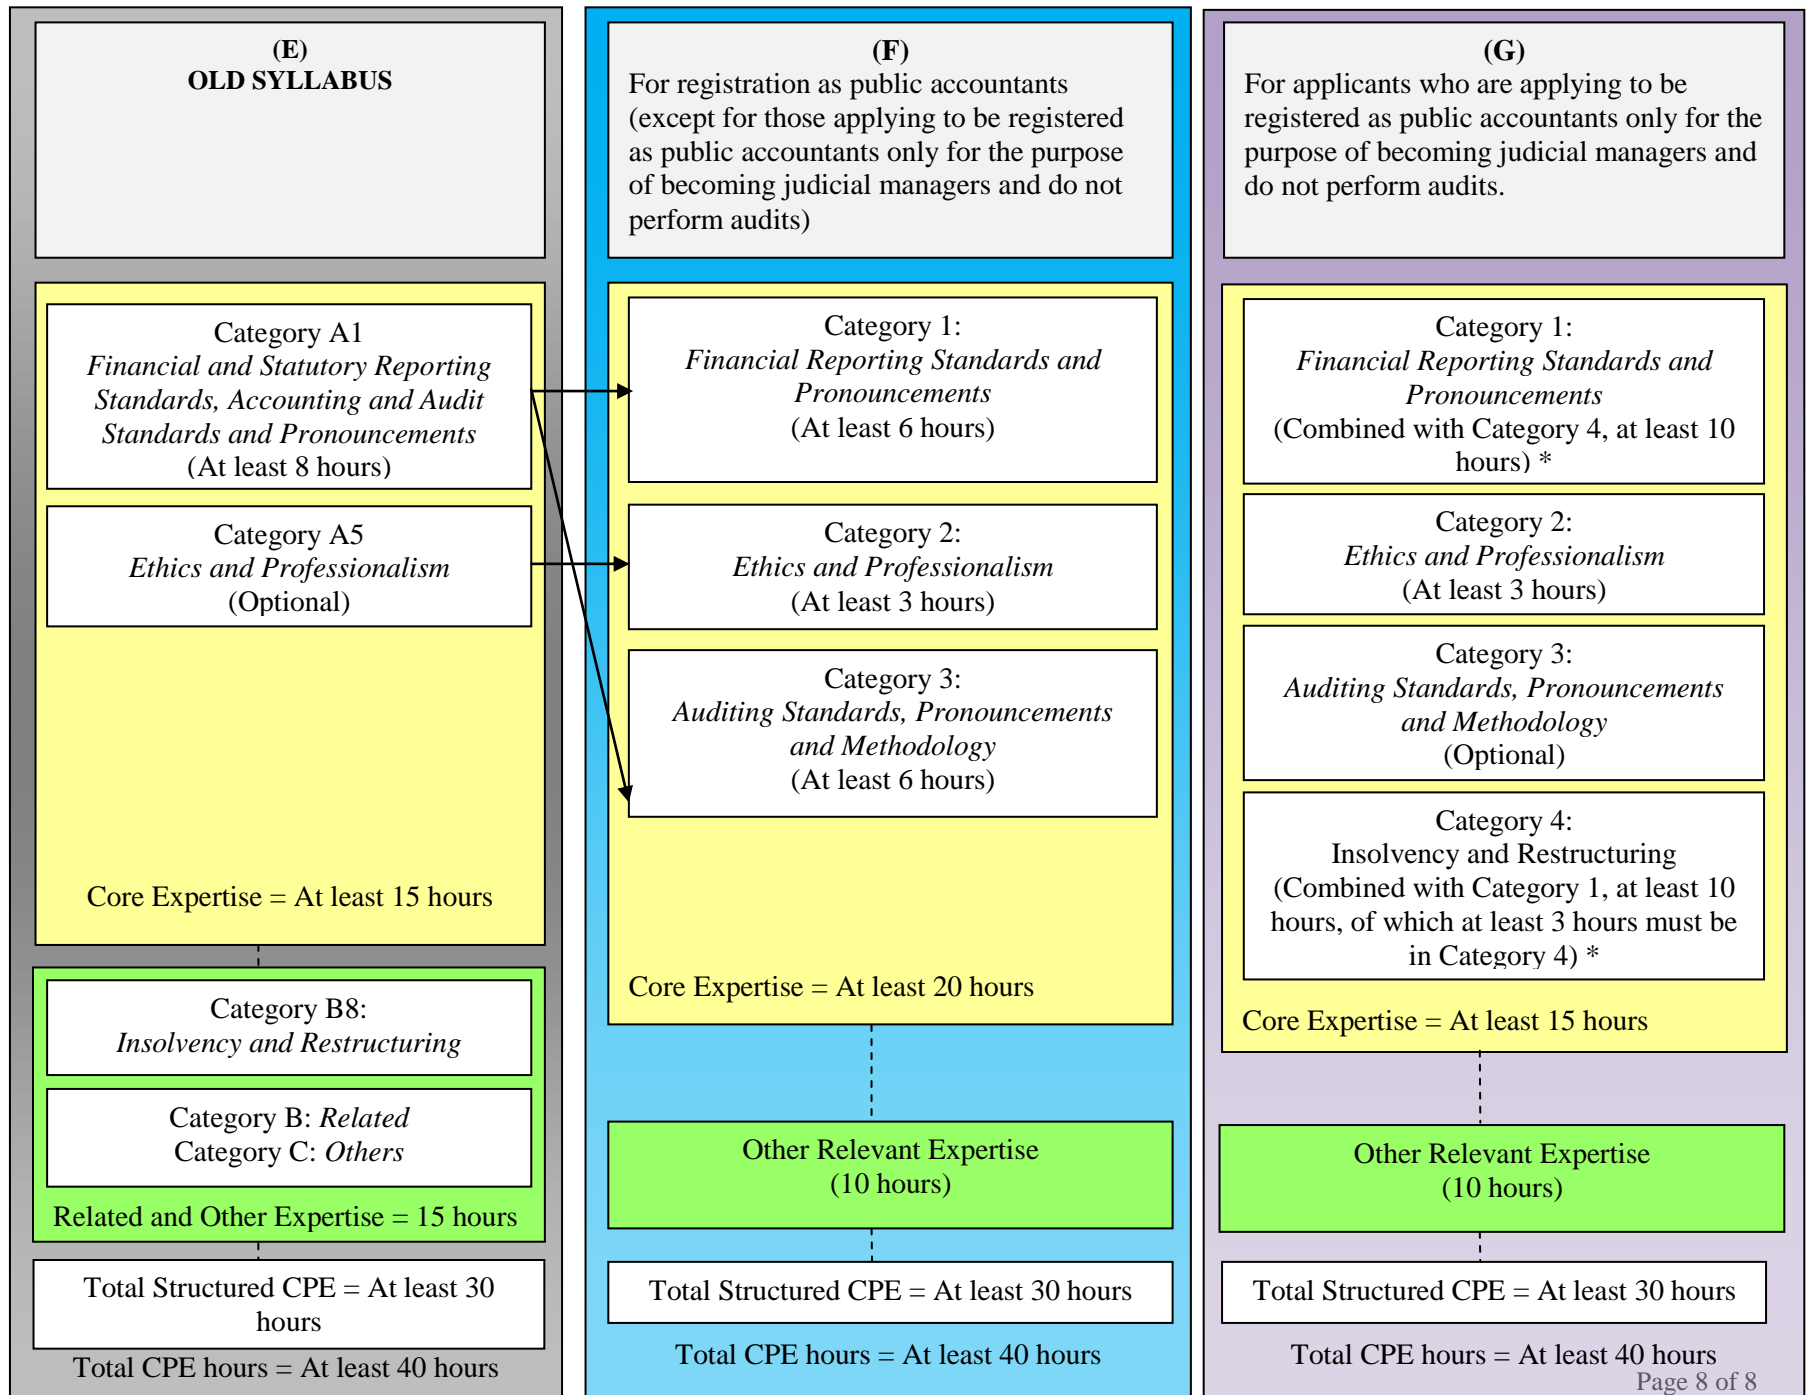 (E)
OLD SYLLABUS
Category A1
Financial and Statutory Reporting
Standards, Accounting and Audit
Standards and Pronouncements
(At least 8 hours)
Category A5
Ethics and Professionalism
(Optional)
Core Expertise = At least 15 hours
Category B8:
Insolvency and Restructuring
Category B: Related
Category C: Others
Related and Other Expertise = 15 hours
Total Structured CPE = At least 30
hours
Total CPE hours = At least 40 hours
(F)
For registration as public accountants
(except for those applying to be registered
as public accountants only for the purpose
of becoming judicial managers and do not
perform audits)
Category 1:
Financial Reporting Standards and
Pronouncements
(At least 6 hours)
Category 2:
Ethics and Professionalism
(At least 3 hours)
Category 3:
Auditing Standards, Pronouncements
and Methodology
(At least 6 hours)
Core Expertise = At least 20 hours
Other Relevant Expertise
(10 hours)
Total Structured CPE = At least 30 hours
Total CPE hours = At least 40 hours
(G)
For applicants who are applying to be
registered as public accountants only for the
purpose of becoming judicial managers and
do not perform audits.
Category 1:
Financial Reporting Standards and
Pronouncements
(Combined with Category 4, at least 10
hours) *
Category 2:
Ethics and Professionalism
(At least 3 hours)
Category 3:
Auditing Standards, Pronouncements
and Methodology
(Optional)
Category 4:
Insolvency and Restructuring
(Combined with Category 1, at least 10
hours, of which at least 3 hours must be
in Category 4) *
Core Expertise = At least 15 hours
Other Relevant Expertise
(10 hours)
Total Structured CPE = At least 30 hours
Total CPE hours = At least 40 hours
Page 8 of 8